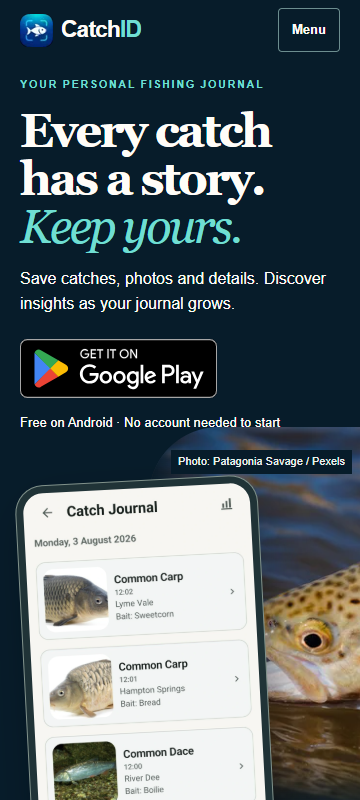 CatchID
Menu
YOUR PERSONAL FISHING JOURNAL
Every catch
has a story.
Keep yours.
Save catches, photos and details. Discover
insights as your journal grows.
GET IT ON
Google Play
Free on Android · No account needed to start
Photo: Patagonia Savage / Pexels
Catch Journal
Monday, 3 August 2026
Common Carp
12:02
Lyme Vale
Bait: Sweetcorn
Common Carp
12:01
Hampton Springs
Bait: Bread
Common Dace
12:00
River Dee
Bait: Boilie